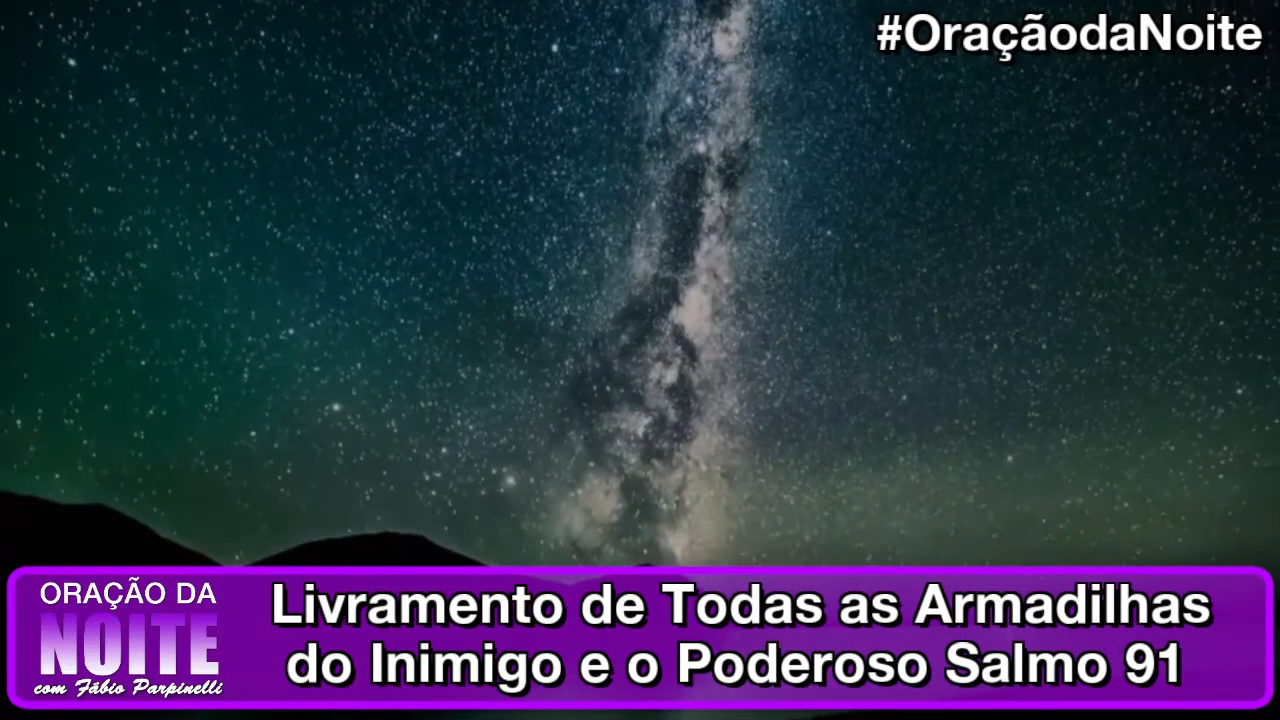 #OraçãodaNoite
ORAÇÃO DA
NOITE
com Fábio Parpinelli
Livramento de Todas as Armadilhas
do Inimigo e o Poderoso Salmo 91